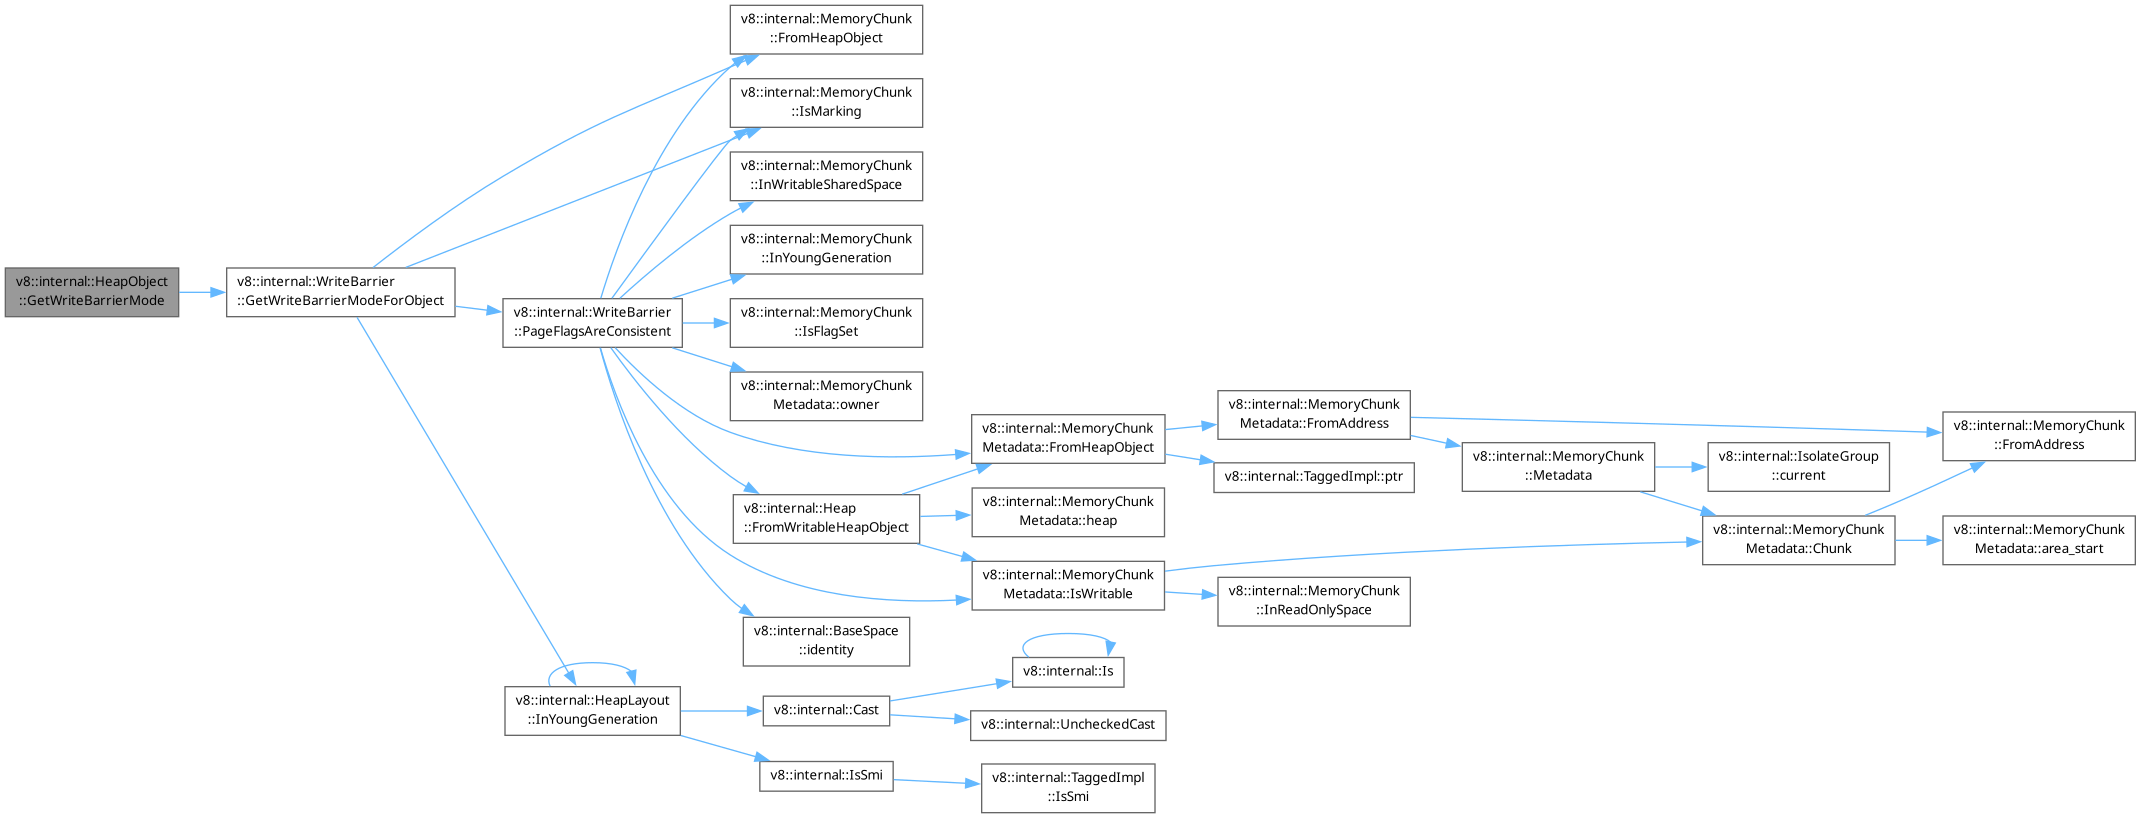 v8::internal::HeapObject
::GetWriteBarrierMode
v8::internal::WriteBarrier
::GetWriteBarrierModeForObject
v8::internal::WriteBarrier
::PageFlagsAreConsistent
v8::internal::HeapLayout
::InYoungGeneration
v8::internal::MemoryChunk
::FromHeapObject
v8::internal::MemoryChunk
::IsMarking
v8::internal::MemoryChunk
::InWritableSharedSpace
v8::internal::MemoryChunk
::InYoungGeneration
v8::internal::MemoryChunk
::IsFlagSet
v8::internal::MemoryChunk
Metadata::owner
v8::internal::Heap
::FromWritableHeapObject
v8::internal::BaseSpace
::identity
v8::internal::Cast
v8::internal::IsSmi
v8::internal::MemoryChunk
Metadata::FromHeapObject
v8::internal::MemoryChunk
Metadata::heap
v8::internal::MemoryChunk
Metadata::IsWritable
v8::internal::Is
v8::internal::UncheckedCast
v8::internal::TaggedImpl
::IsSmi
v8::internal::MemoryChunk
Metadata::FromAddress
v8::internal::TaggedImpl::ptr
v8::internal::MemoryChunk
::InReadOnlySpace
v8::internal::MemoryChunk
::Metadata
v8::internal::IsolateGroup
::current
v8::internal::MemoryChunk
Metadata::Chunk
v8::internal::MemoryChunk
::FromAddress
v8::internal::MemoryChunk
Metadata::area_start